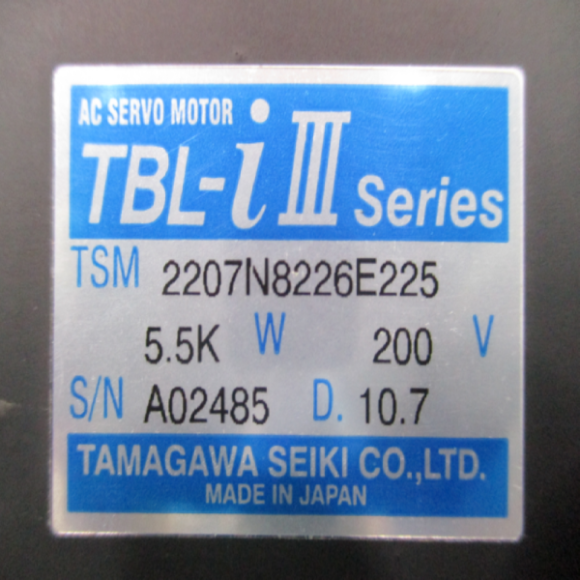 AC SERVO MOTOR
TBL-i III Series
TSM 2207N8226E225
5.5K W 200 V
S/N A02485 D. 10.7
TAMAGAWA SEIKI CO.,LTD.
MADE IN JAPAN